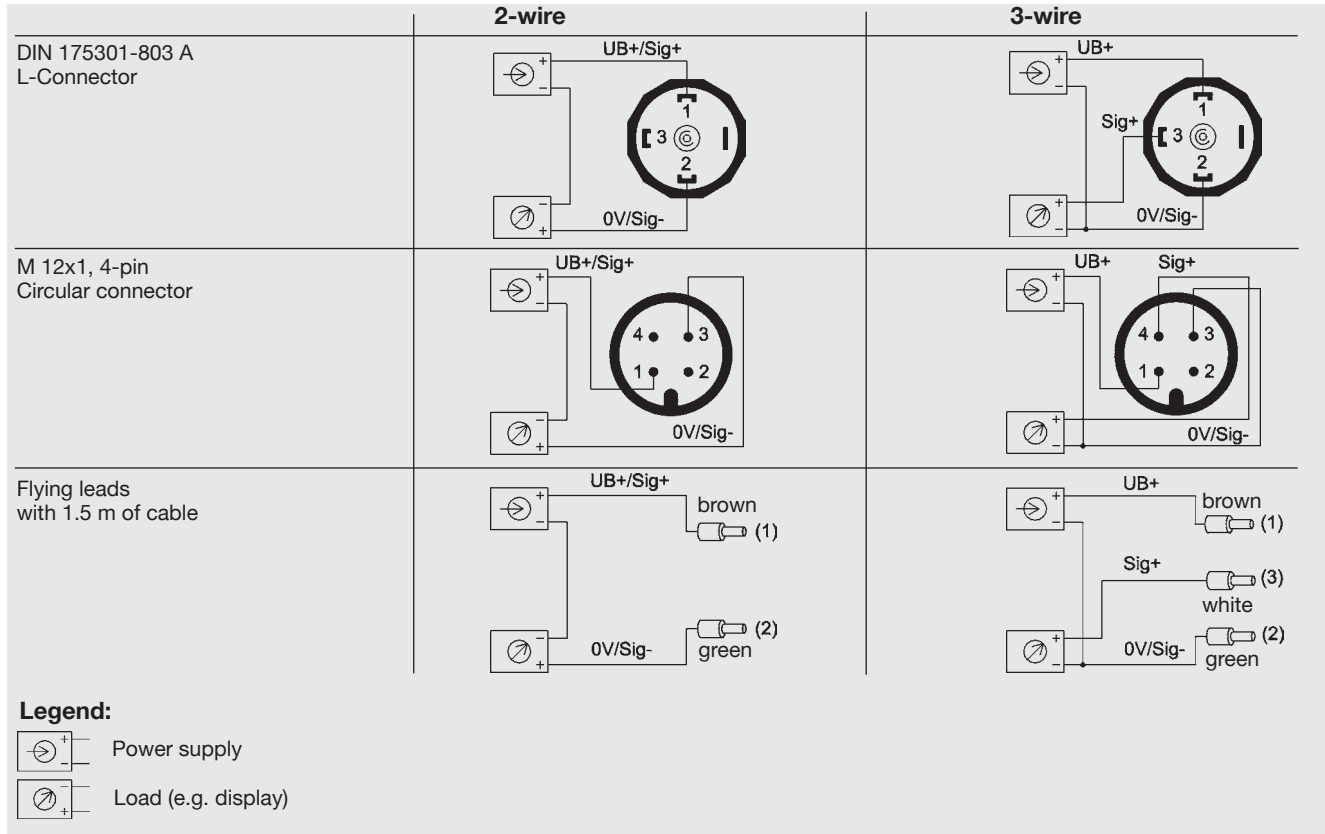 2-wire 3-wire
DIN 175301-803 A
L-Connector
UB+/Sig+
+
-
1
3
2
-
+
0V/Sig-
UB+
+
-
Sig+
1
3
2
+
-
0V/Sig-
M 12x1, 4-pin
Circular connector
UB+/Sig+
+
-
4 3
1 2
-
+
0V/Sig-
UB+ Sig+
+
-
4 3
1 2
+
-
0V/Sig-
Flying leads
with 1.5 m of cable
UB+/Sig+
+
-
brown
(1)
-
+
0V/Sig-
(2)
green
UB+
+
-
brown
(1)
Sig+
(3)
white
+
-
0V/Sig-
(2)
green
Legend:
+
-
Power supply
-
+
Load (e.g. display)